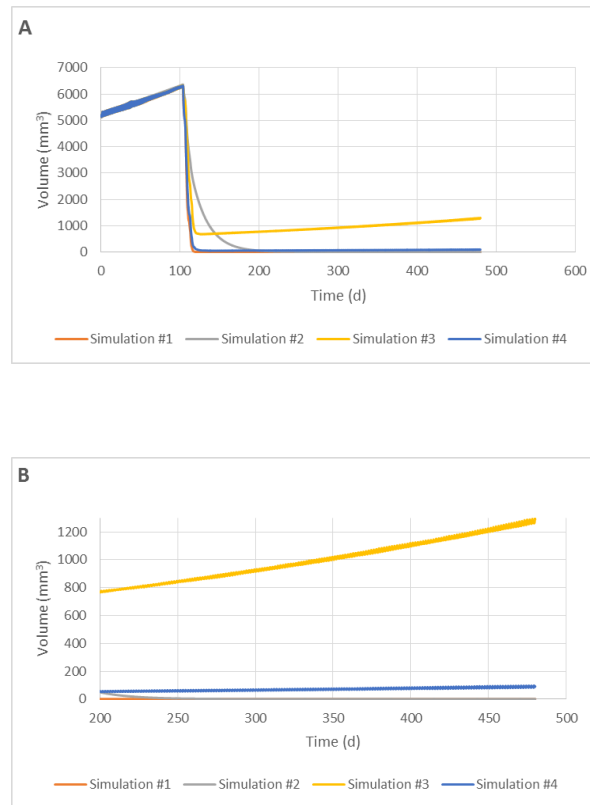 A
7000
6000
5000
4000
3000
2000
1000
0
Volume (mm³)
0 100 200 300 400 500 600
Time (d)
Simulation #1 Simulation #2 Simulation #3 Simulation #4
B
1200
1000
800
600
400
200
0
Volume (mm³)
200 250 300 350 400 450 500
Time (d)
Simulation #1 Simulation #2 Simulation #3 Simulation #4